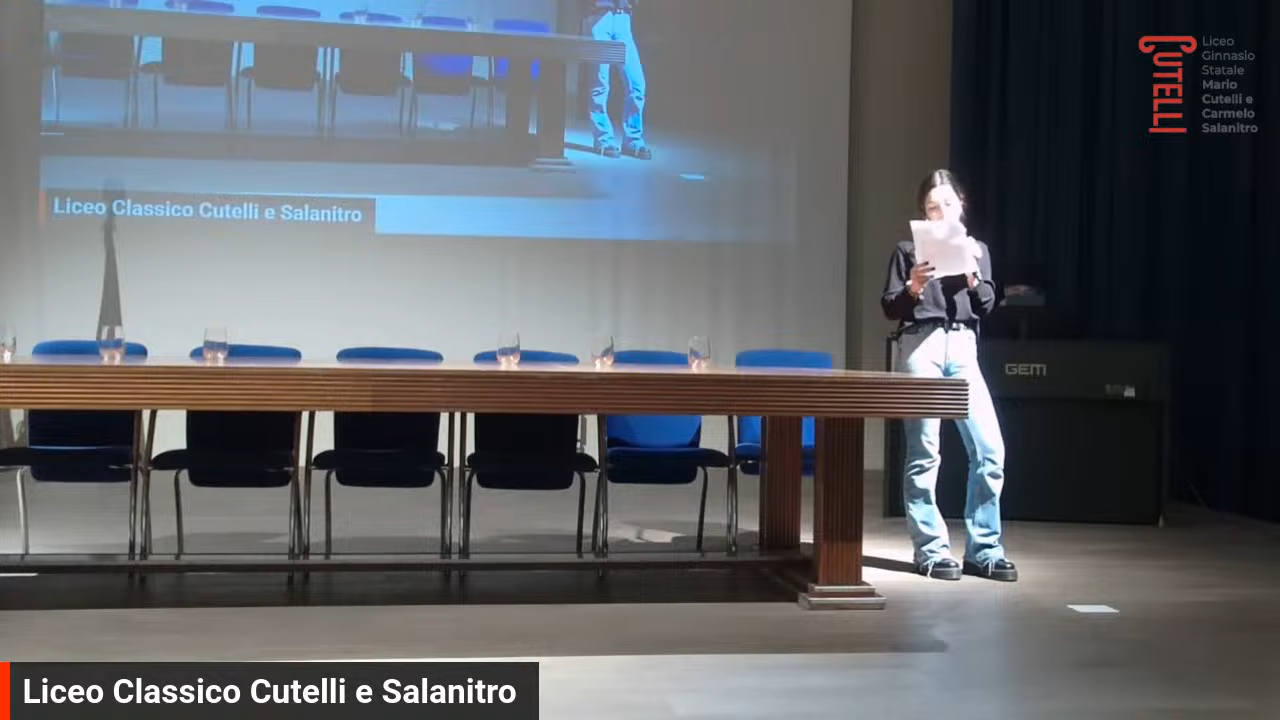 CUTELLI
Liceo
Ginnasio
Statale
Mario
Cutelli e
Carmelo
Salanitro
Liceo Classico Cutelli e Salanitro
GEM
Liceo Classico Cutelli e Salanitro